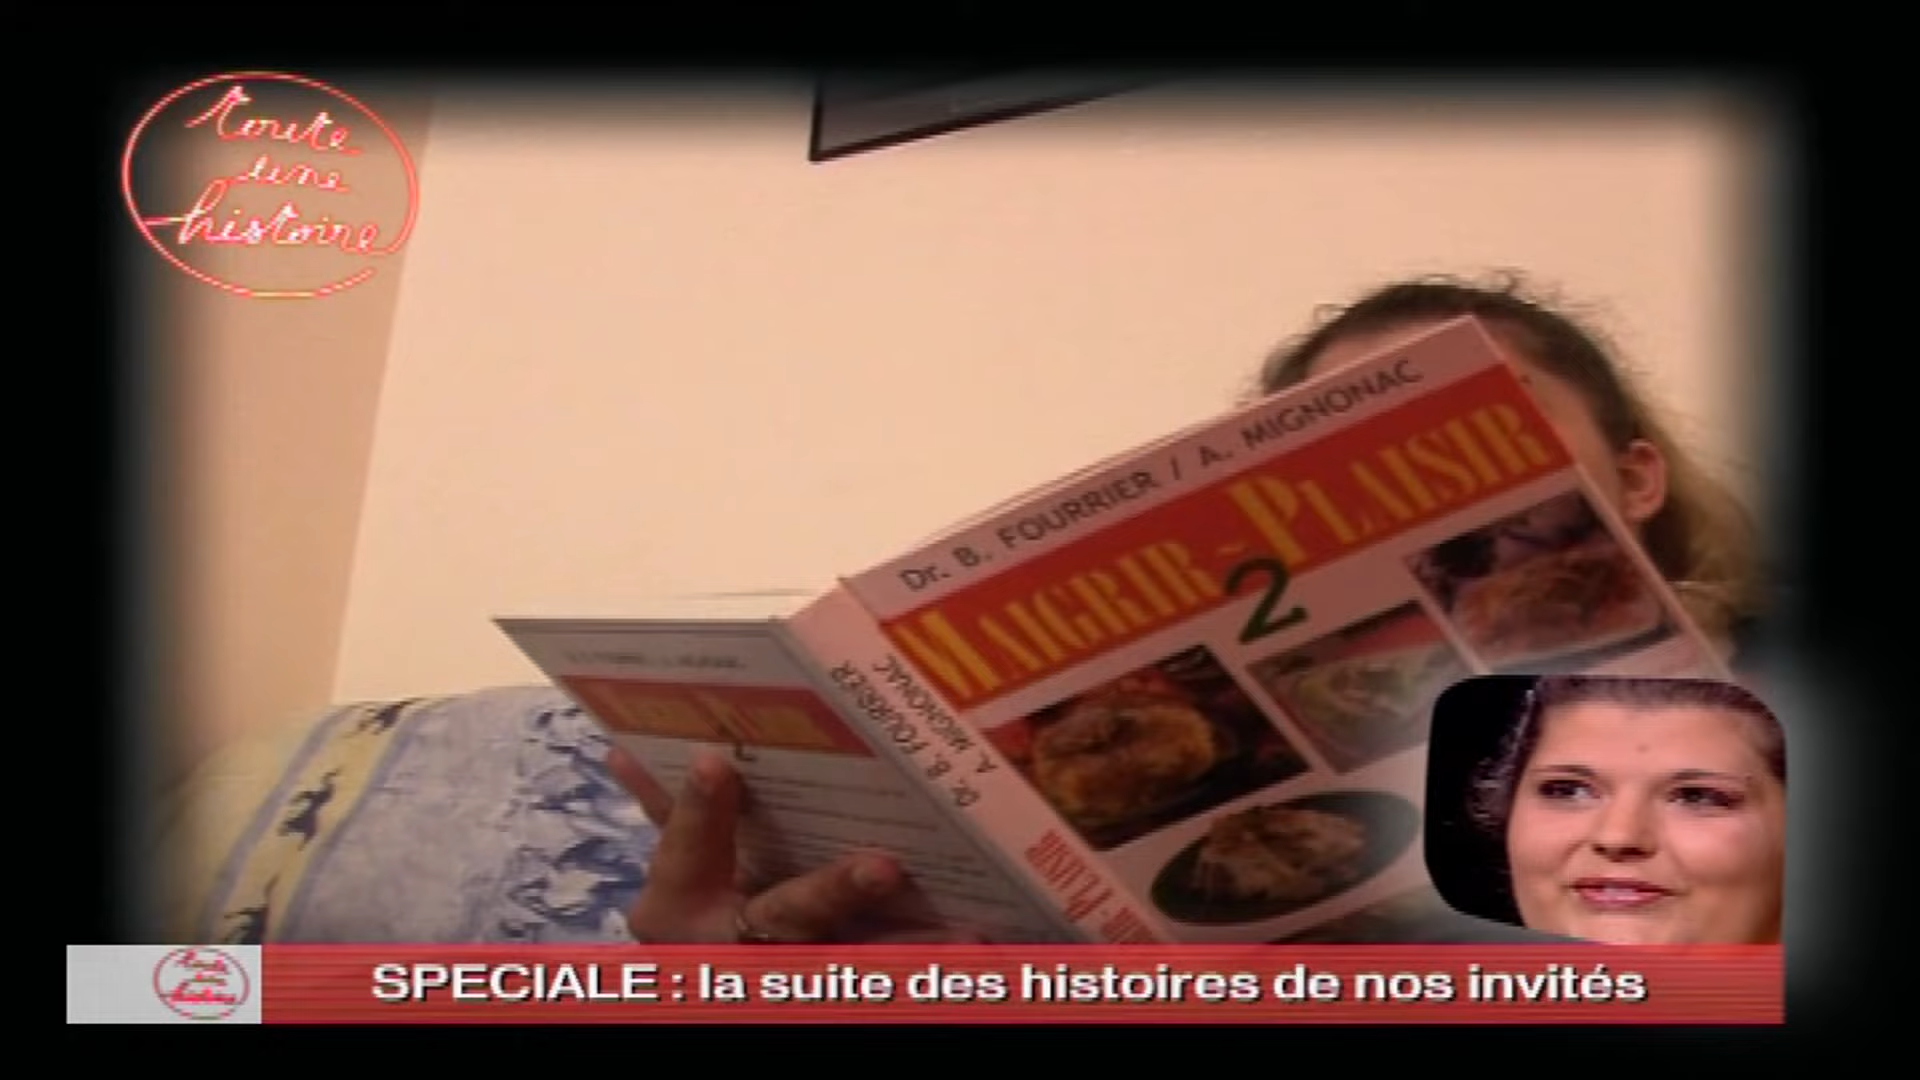 Toute
une
histoire
Dr. B. FOURRIER / A. MIGNONAC
MAIGRIR-PLAISIR
2
Dr. B. FOURRIER
A. MIGNONAC
PLAISIR
SPECIALE : la suite des histoires de nos invités